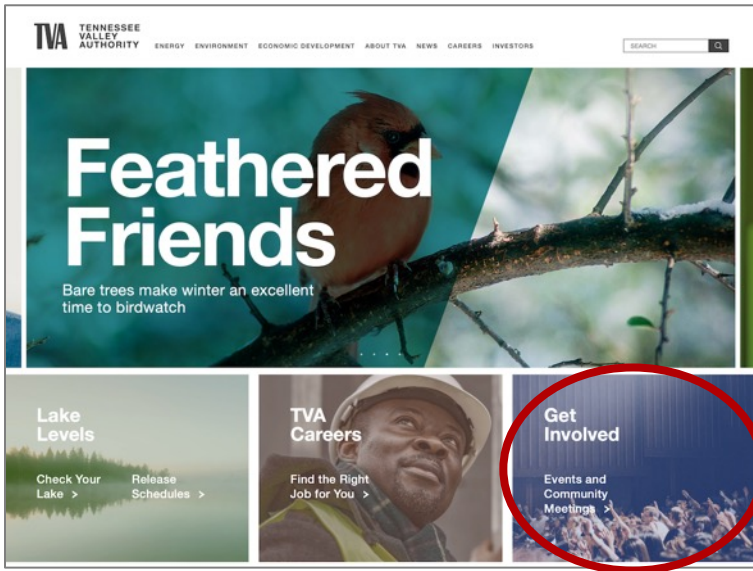 TVA TENNESSEE
VALLEY
AUTHORITY
ENERGY ENVIRONMENT ECONOMIC DEVELOPMENT ABOUT TVA NEWS CAREERS INVESTORS
SEARCH
Feathered
Friends
Bare trees make winter an excellent
time to birdwatch
Lake
Levels
Check Your
Lake >
Release
Schedules >
TVA
Careers
Find the Right
Job for You >
Get
Involved
Events and
Community
Meetings >